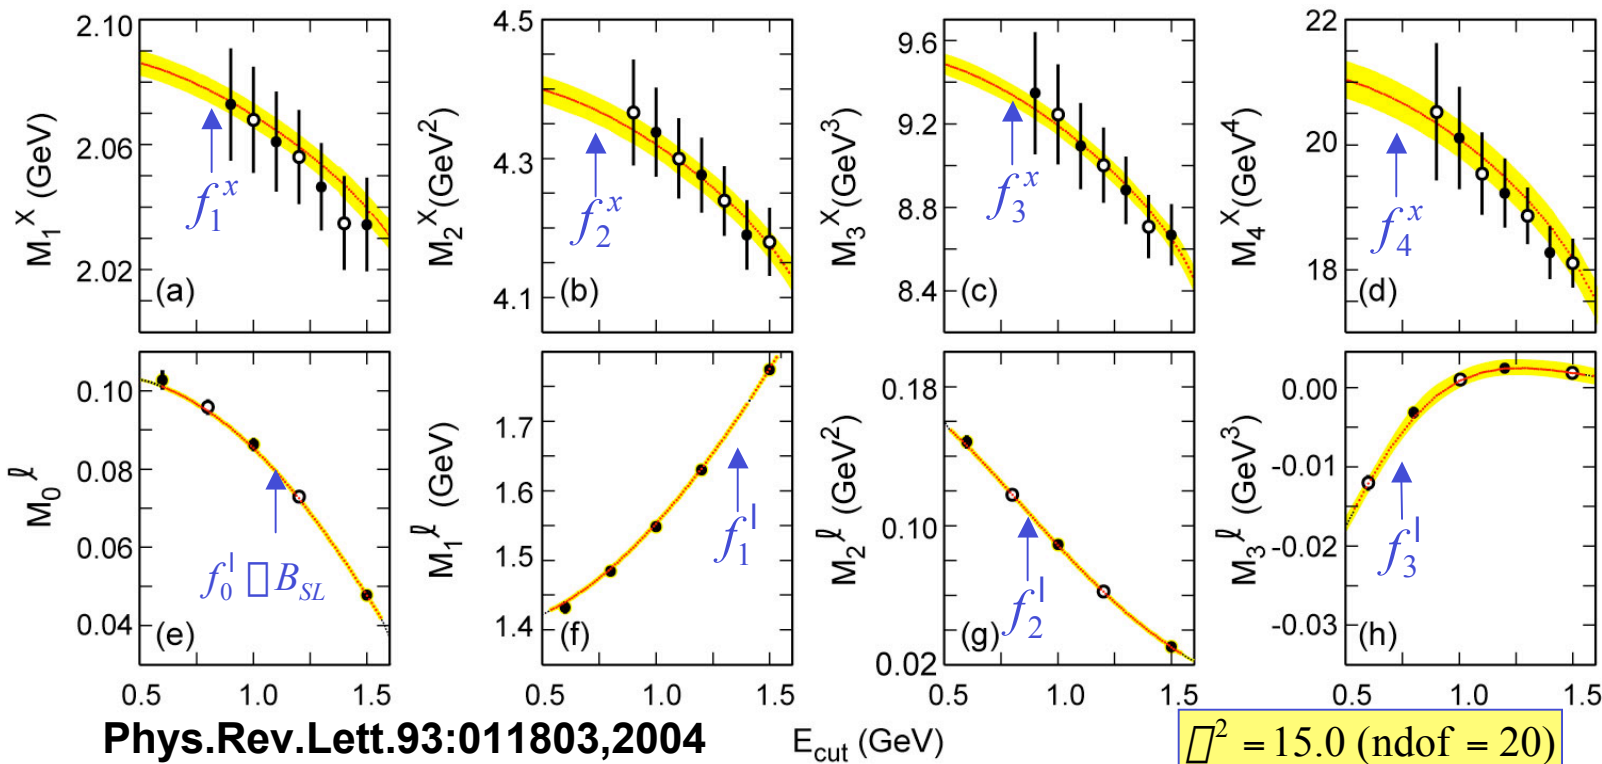 2.10
2.06
2.02
M₁ˣ (GeV)
f₁ˣ
(a)
4.5
4.3
4.1
M₂ˣ(GeV²)
f₂ˣ
(b)
9.6
9.2
8.8
8.4
M₃ˣ(GeV³)
f₃ˣ
(c)
22
20
18
M₄ˣ(GeV⁴)
f₄ˣ
(d)
0.10
0.08
0.06
0.04
M₀ℓ
f₀ˡ □ B_SL
(e)
1.7
1.6
1.5
1.4
M₁ℓ (GeV)
f₁ˡ
(f)
0.18
0.10
0.02
M₂ℓ (GeV²)
f₂ˡ
(g)
0.00
-0.01
-0.02
-0.03
M₃ℓ (GeV³)
f₃ˡ
(h)
0.5 1.0 1.5
0.5 1.0 1.5
0.5 1.0 1.5
0.5 1.0 1.5
Phys.Rev.Lett.93:011803,2004
E_cut (GeV)
□² = 15.0 (ndof = 20)